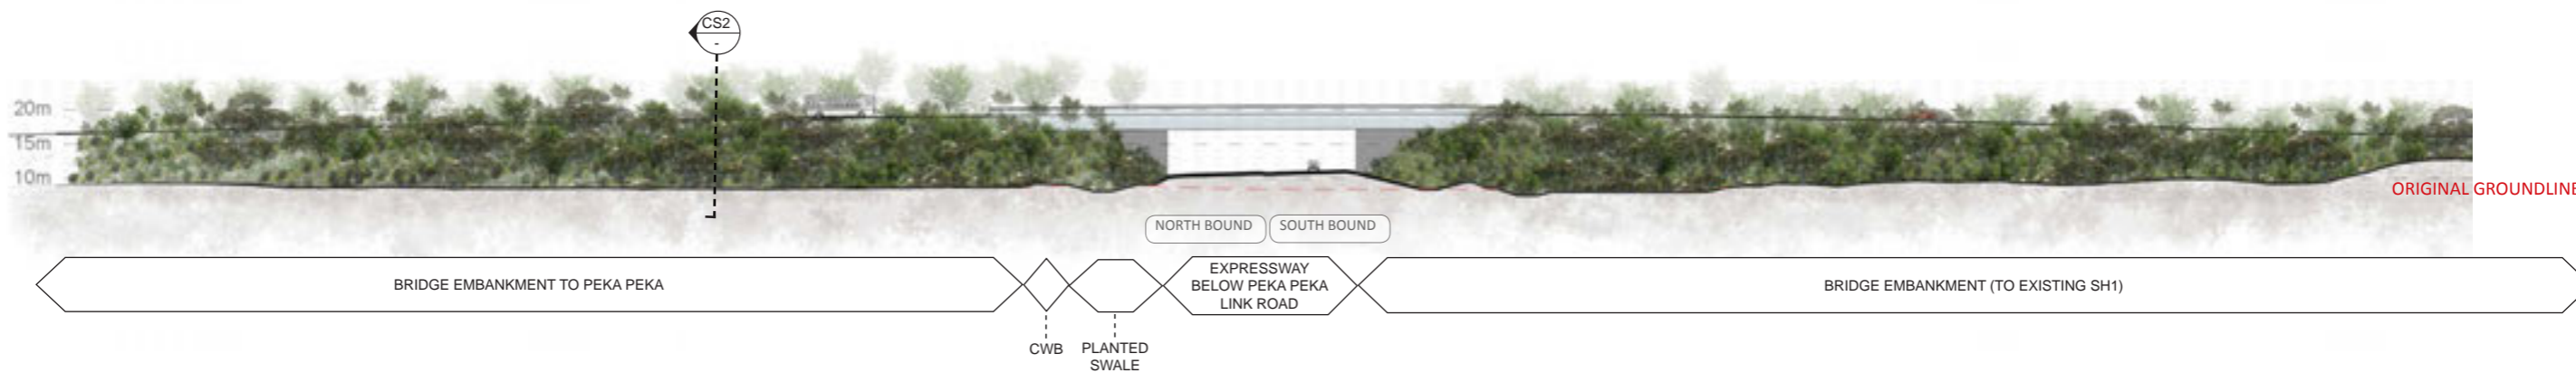 CS2
-
20m
15m
10m
ORIGINAL GROUNDLINE
NORTH BOUND
SOUTH BOUND
BRIDGE EMBANKMENT TO PEKA PEKA
EXPRESSWAY
BELOW PEKA PEKA
LINK ROAD
BRIDGE EMBANKMENT (TO EXISTING SH1)
CWB
PLANTED
SWALE